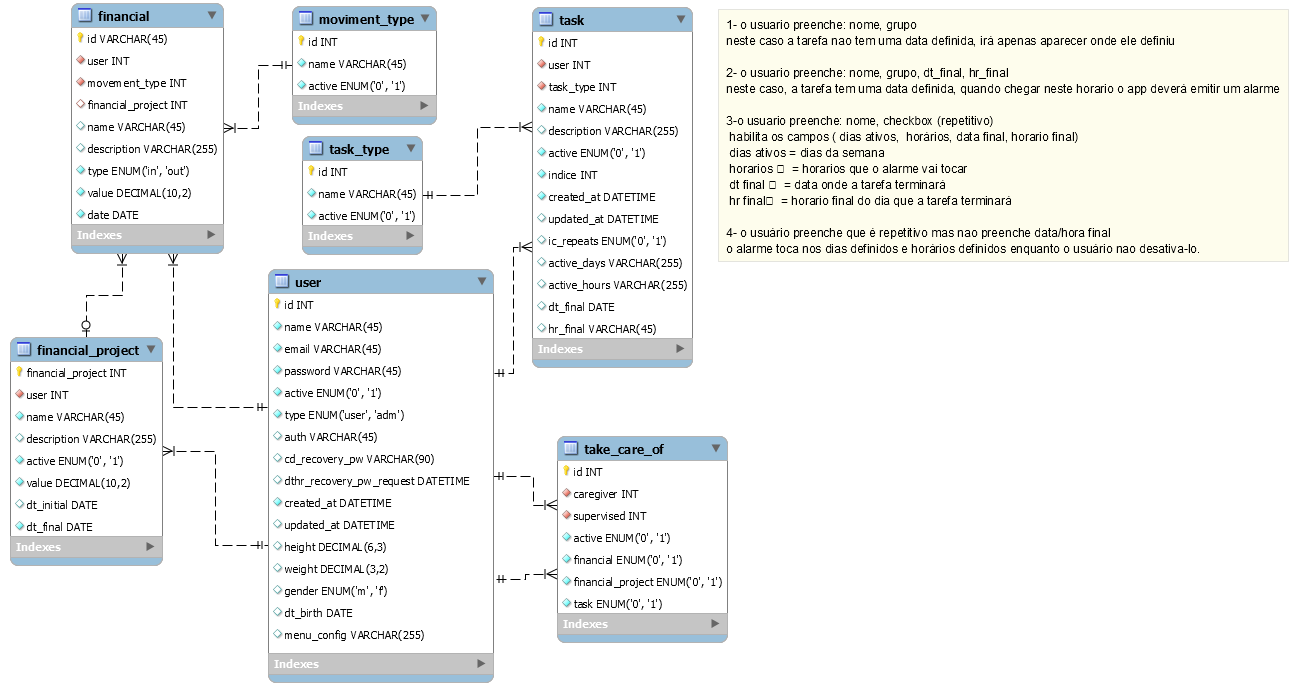 financial
id VARCHAR(45)
user INT
movement_type INT
financial_project INT
name VARCHAR(45)
description VARCHAR(255)
type ENUM('in', 'out')
value DECIMAL(10,2)
date DATE
Indexes
moviment_type
id INT
name VARCHAR(45)
active ENUM('0', '1')
Indexes
task_type
id INT
name VARCHAR(45)
active ENUM('0', '1')
Indexes
task
id INT
user INT
task_type INT
name VARCHAR(45)
description VARCHAR(255)
active ENUM('0', '1')
indice INT
created_at DATETIME
updated_at DATETIME
ic_repeats ENUM('0', '1')
active_days VARCHAR(255)
active_hours VARCHAR(255)
dt_final DATE
hr_final VARCHAR(45)
Indexes
1- o usuario preenche: nome, grupo
neste caso a tarefa nao tem uma data definida, irá apenas aparecer onde ele definiu
2- o usuario preenche: nome, grupo, dt_final, hr_final
neste caso, a tarefa tem uma data definida, quando chegar neste horario o app deverá emitir um alarme
3-o usuario preenche: nome, checkbox (repetitivo)
habilita os campos ( dias ativos, horários, data final, horario final)
dias ativos = dias da semana
horarios = horarios que o alarme vai tocar
dt final = data onde a tarefa terminará
hr final = horario final do dia que a tarefa terminará
4- o usuário preenche que é repetitivo mas nao preenche data/hora final
o alarme toca nos dias definidos e horários definidos enquanto o usuário nao desativa-lo.
user
id INT
name VARCHAR(45)
email VARCHAR(45)
password VARCHAR(45)
active ENUM('0', '1')
type ENUM('user', 'adm')
auth VARCHAR(45)
cd_recovery_pw VARCHAR(90)
dthr_recovery_pw_request DATETIME
created_at DATETIME
updated_at DATETIME
height DECIMAL(6,3)
weight DECIMAL(3,2)
gender ENUM('m', 'f')
dt_birth DATE
menu_config VARCHAR(255)
Indexes
financial_project
financial_project INT
user INT
name VARCHAR(45)
description VARCHAR(255)
active ENUM('0', '1')
value DECIMAL(10,2)
dt_initial DATE
dt_final DATE
Indexes
take_care_of
id INT
caregiver INT
supervised INT
active ENUM('0', '1')
financial ENUM('0', '1')
financial_project ENUM('0', '1')
task ENUM('0', '1')
Indexes